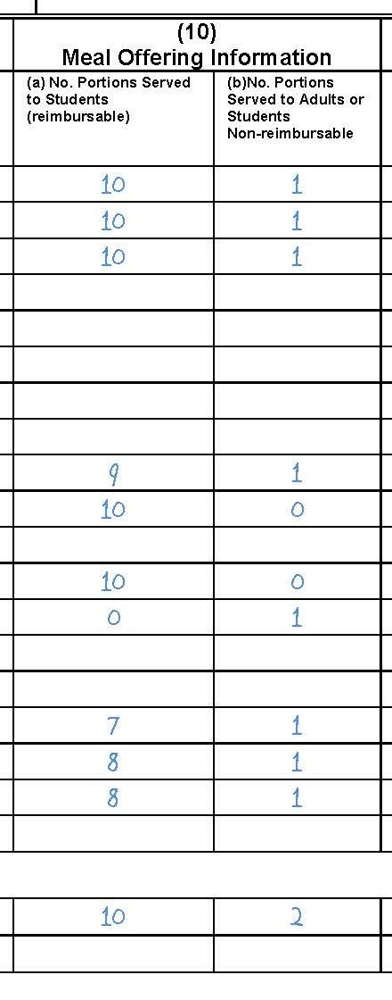 (10)
Meal Offering Information
(a) No. Portions Served
to Students
(reimbursable)
(b)No. Portions
Served to Adults or
Students
Non-reimbursable
10 1
10 1
10 1
9 1
10 0
10 0
0 1
7 1
8 1
8 1
10 2